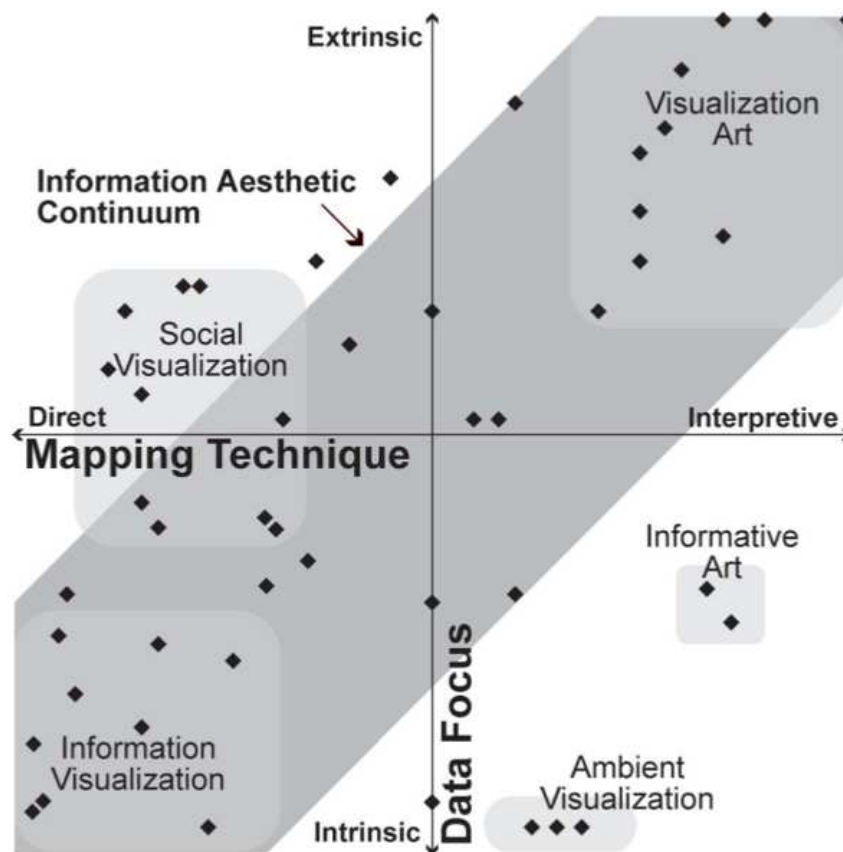 Extrinsic
Visualization
Art
Information Aesthetic
Continuum
Social
Visualization
Direct
Interpretive
Mapping Technique
Informative
Art
Data Focus
Information
Visualization
Ambient
Visualization
Intrinsic